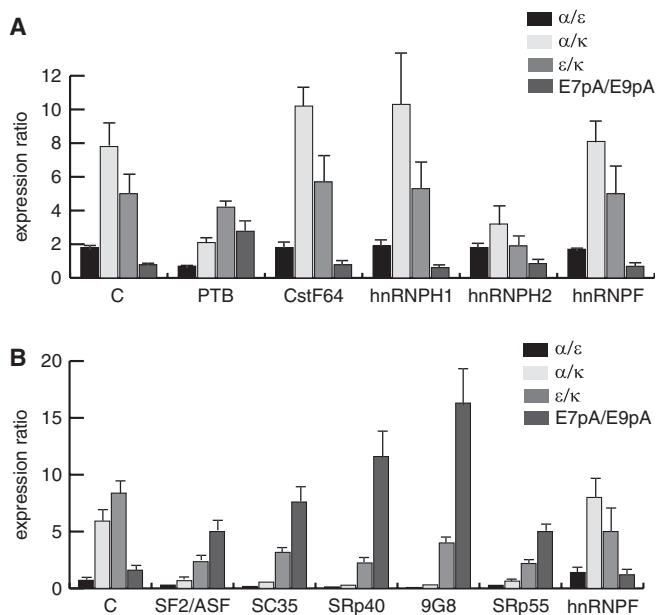 A
α/ε
α/κ
ε/κ
E7pA/E9pA
expression ratio
12
10
8
6
4
2
0
C PTB CstF64 hnRNPH1 hnRNPH2 hnRNPF
B
α/ε
α/κ
ε/κ
E7pA/E9pA
expression ratio
20
15
10
5
0
C SF2/ASF SC35 SRp40 9G8 SRp55 hnRNPF